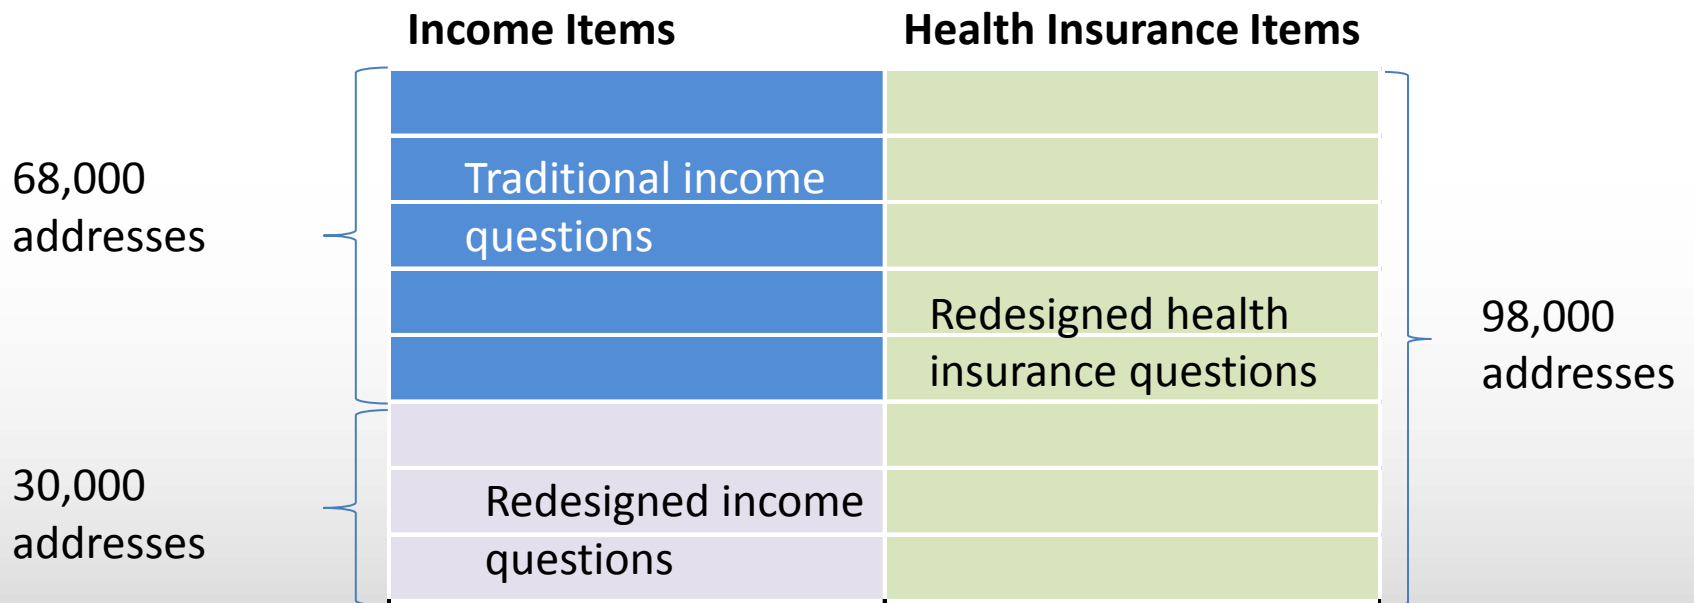 Income Items
Health Insurance Items
68,000
addresses
Traditional income
questions
Redesigned health
insurance questions
98,000
addresses
30,000
addresses
Redesigned income
questions